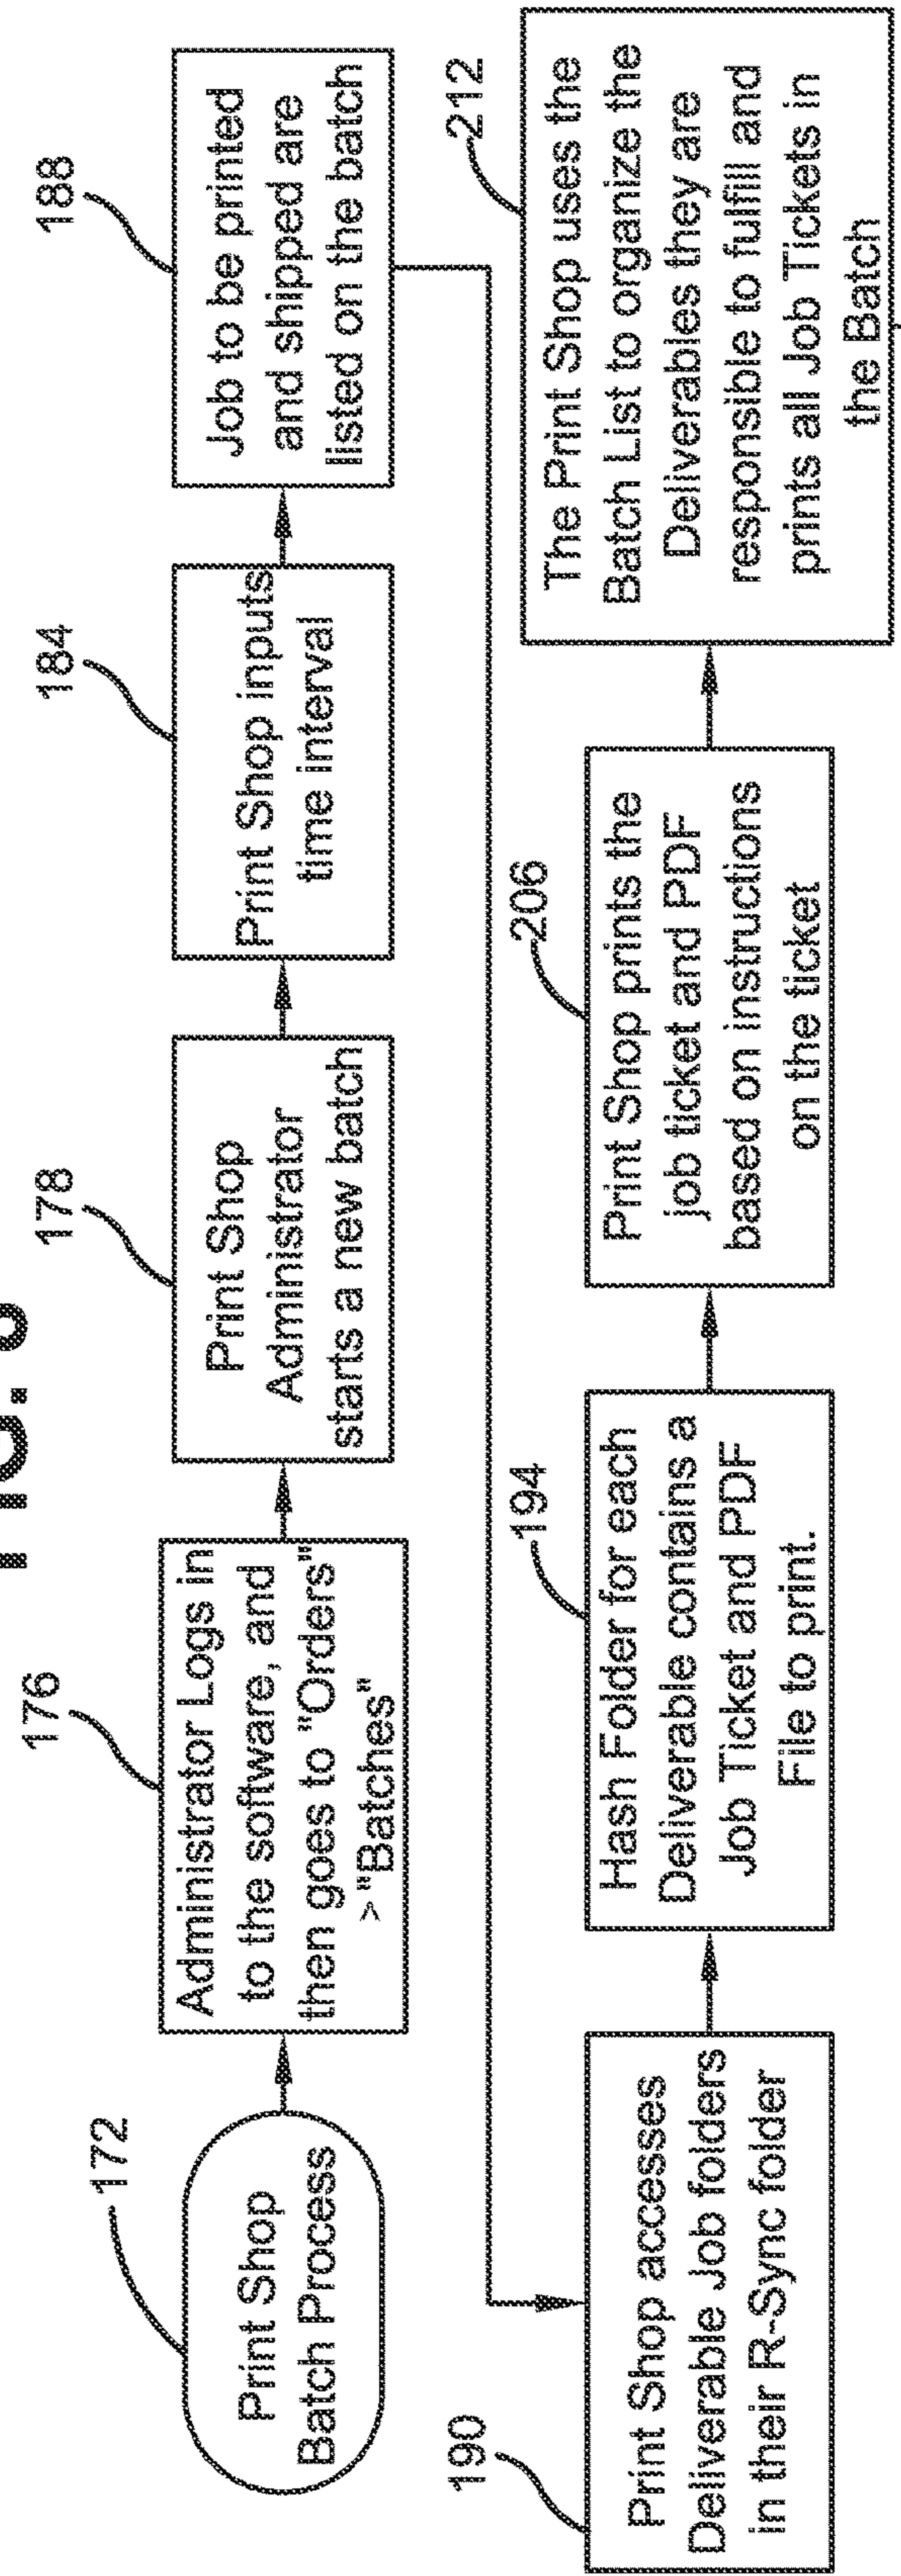 172
Print Shop
Batch Process
176
Administrator Logs in
to the software, and
then goes to "Orders"
>"Batches"
178
Print Shop
Administrator
starts a new batch
184
Print Shop inputs
time interval
188
Job to be printed
and shipped are
listed on the batch
190
Print Shop accesses
Deliverable Job folders
in their R-Sync folder
194
Hash Folder for each
Deliverable contains a
Job Ticket and PDF
File to print.
206
Print Shop prints the
job ticket and PDF
based on instructions
on the ticket
212
The Print Shop uses the
Batch List to organize the
Deliverables they are
responsible to fulfill and
prints all Job Tickets in
the Batch